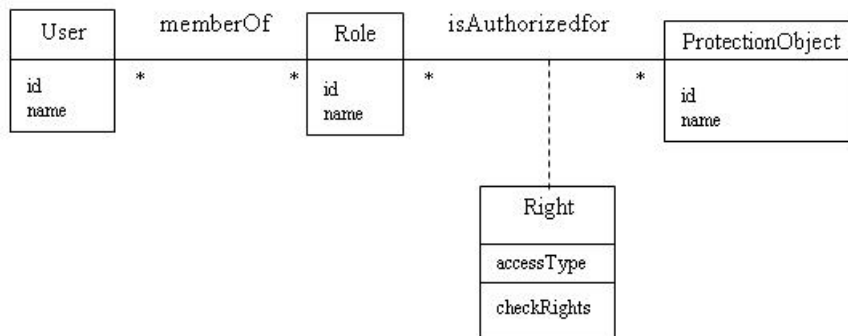 User
memberOf
Role
isAuthorizedfor
ProtectionObject
*
*
*
*
id
name
id
name
id
name
Right
accessType
checkRights